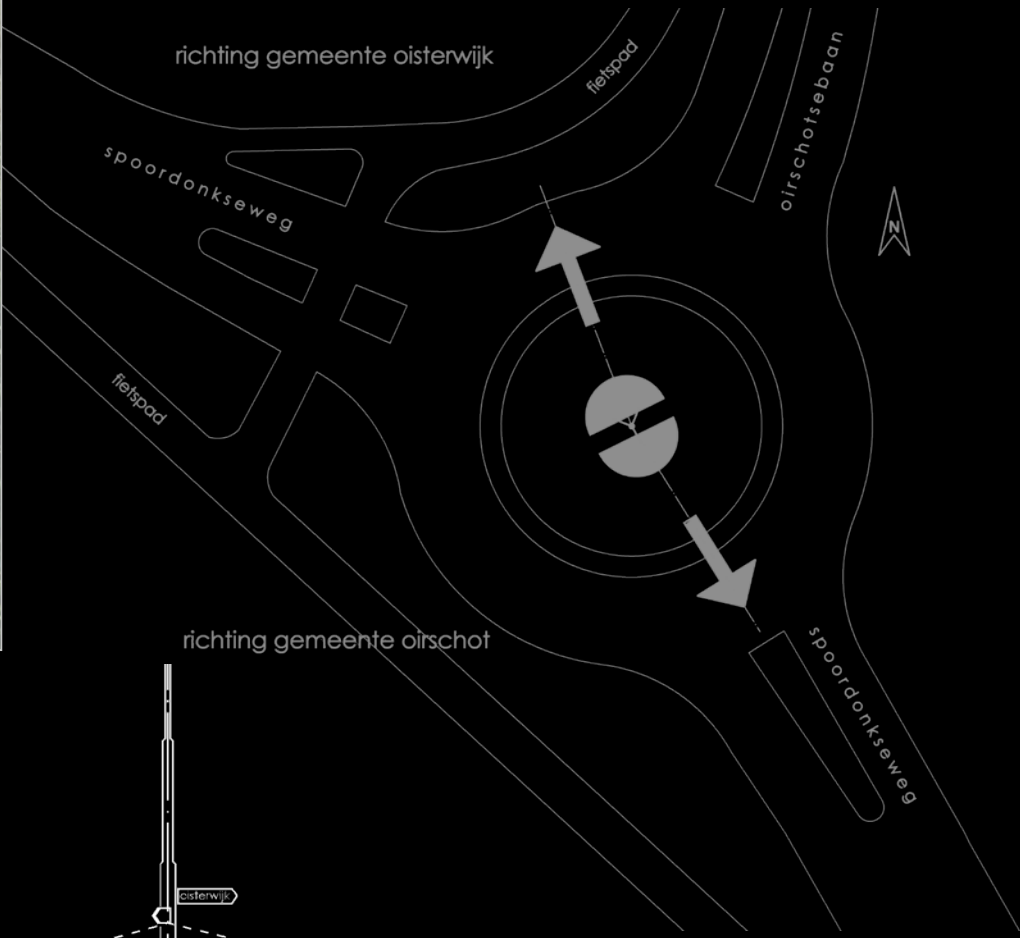 richting gemeente oisterwijk
fietspad
oirschotsebaan
spoordonkseweg
N
fietspad
richting gemeente oirschot
spoordonkseweg
oisterwijk